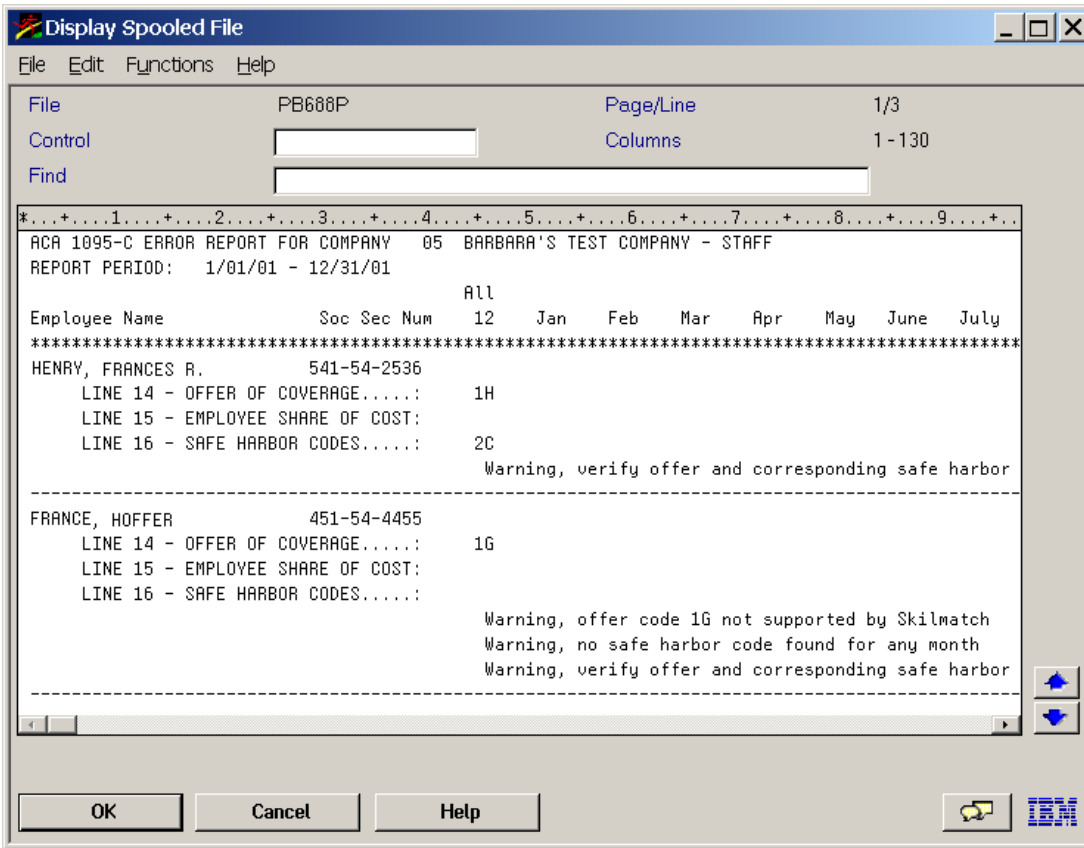 Display Spooled File
File Edit Functions Help
File PB688P Page/Line 1/3
Control Columns 1 - 130
Find
*...+....1....+....2....+....3....+....4....+....5....+....6....+....7....+....8....+....9....+..
ACA 1095-C ERROR REPORT FOR COMPANY 05 BARBARA'S TEST COMPANY - STAFF
REPORT PERIOD: 1/01/01 - 12/31/01
All
Employee Name Soc Sec Num 12 Jan Feb Mar Apr May June July
*************************************************************************************************
HENRY, FRANCES R. 541-54-2536
LINE 14 - OFFER OF COVERAGE.....: 1H
LINE 15 - EMPLOYEE SHARE OF COST:
LINE 16 - SAFE HARBOR CODES.....: 2C
Warning, verify offer and corresponding safe harbor
-------------------------------------------------------------------------------------------------
FRANCE, HOFFER 451-54-4455
LINE 14 - OFFER OF COVERAGE.....: 1G
LINE 15 - EMPLOYEE SHARE OF COST:
LINE 16 - SAFE HARBOR CODES.....:
Warning, offer code 1G not supported by Skilmatch
Warning, no safe harbor code found for any month
Warning, verify offer and corresponding safe harbor
-------------------------------------------------------------------------------------------------
OK Cancel Help IBM